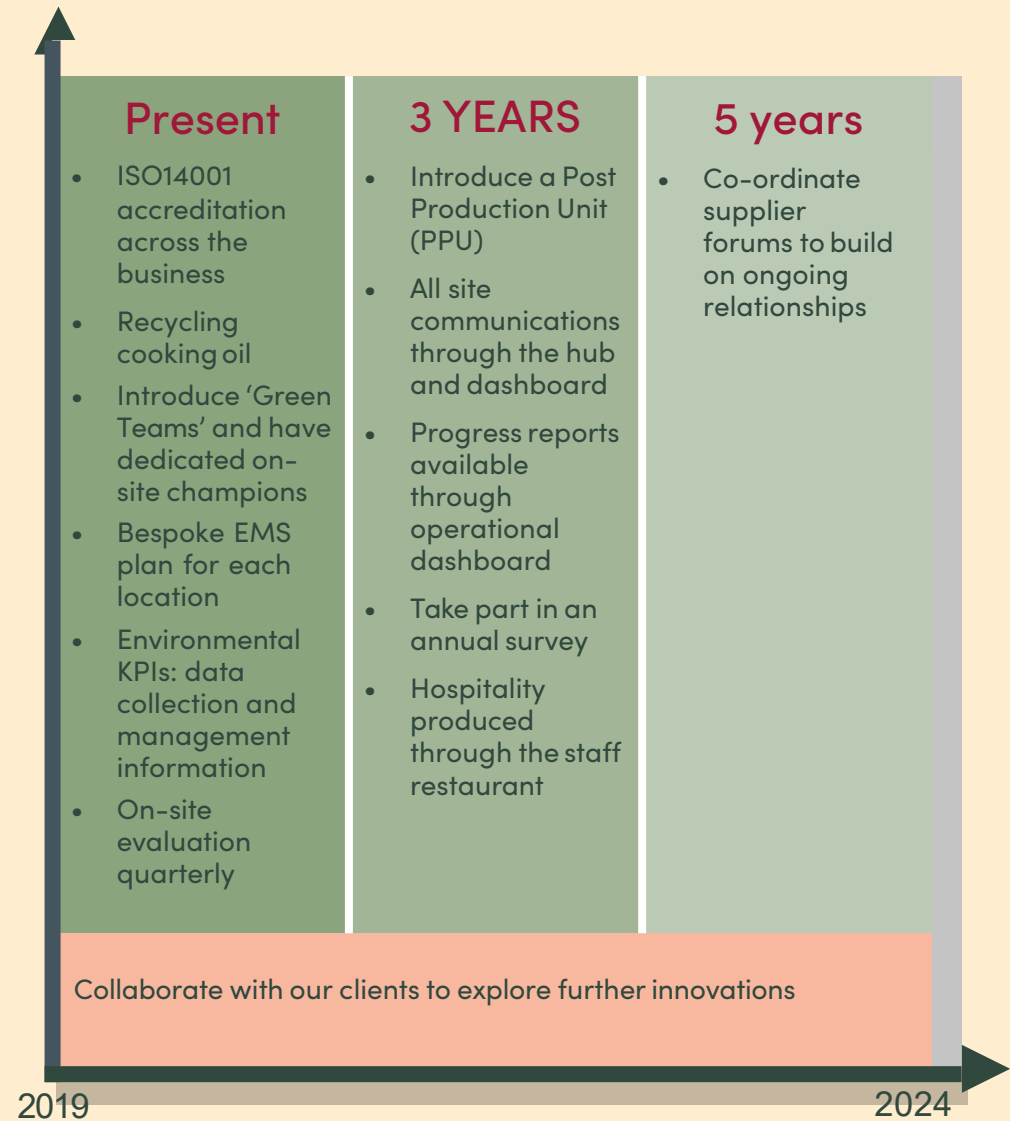 Present
• ISO14001
accreditation
across the
business
• Recycling
cooking oil
• Introduce ‘Green
Teams’ and have
dedicated on-
site champions
• Bespoke EMS
plan for each
location
• Environmental
KPIs: data
collection and
management
information
• On-site
evaluation
quarterly
3 YEARS
• Introduce a Post
Production Unit
(PPU)
• All site
communications
through the hub
and dashboard
• Progress reports
available
through
operational
dashboard
• Take part in an
annual survey
• Hospitality
produced
through the staff
restaurant
5 years
• Co-ordinate
supplier
forums to build
on ongoing
relationships
Collaborate with our clients to explore further innovations
2019
2024